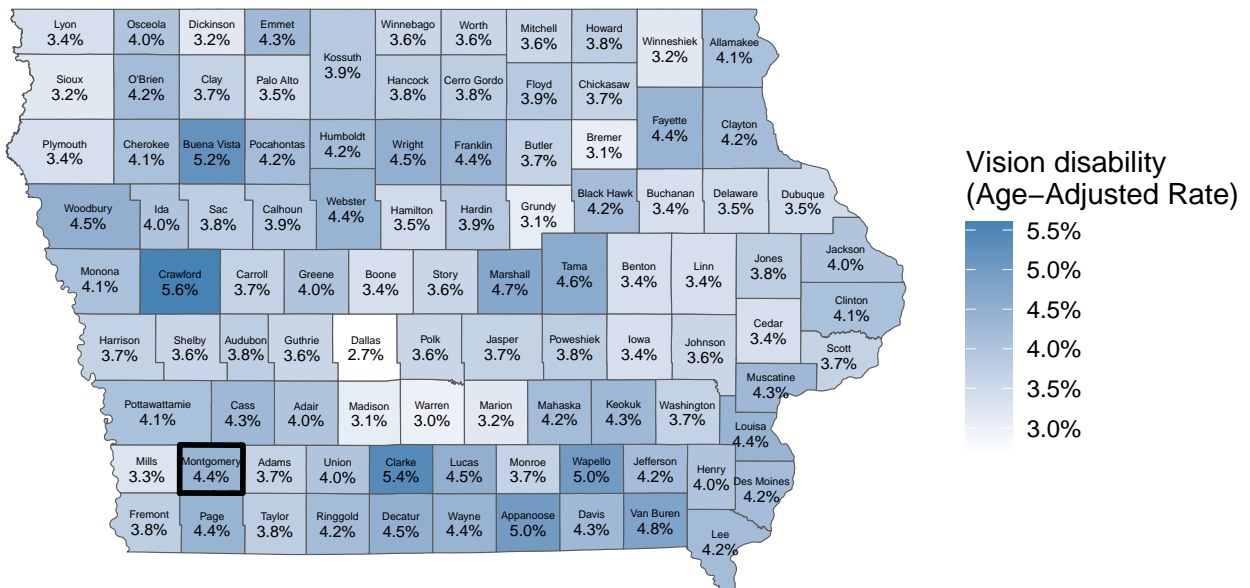 Lyon
3.4%
Osceola
4.0%
Dickinson
3.2%
Emmet
4.3%
Kossuth
3.9%
Winnebago
3.6%
Worth
3.6%
Mitchell
3.6%
Howard
3.8%
Winneshiek
3.2%
Allamakee
4.1%
Sioux
3.2%
O'Brien
4.2%
Clay
3.7%
Palo Alto
3.5%
Hancock
3.8%
Cerro Gordo
3.8%
Floyd
3.9%
Chickasaw
3.7%
Fayette
4.4%
Clayton
4.2%
Plymouth
3.4%
Cherokee
4.1%
Buena Vista
5.2%
Pocahontas
4.2%
Humboldt
4.2%
Wright
4.5%
Franklin
4.4%
Butler
3.7%
Bremer
3.1%
Woodbury
4.5%
Ida
4.0%
Sac
3.8%
Calhoun
3.9%
Webster
4.4%
Hamilton
3.5%
Hardin
3.9%
Grundy
3.1%
Black Hawk
4.2%
Buchanan
3.4%
Delaware
3.5%
Dubuque
3.5%
Monona
4.1%
Crawford
5.6%
Carroll
3.7%
Greene
4.0%
Boone
3.4%
Story
3.6%
Marshall
4.7%
Tama
4.6%
Benton
3.4%
Linn
3.4%
Jones
3.8%
Jackson
4.0%
Clinton
4.1%
Harrison
3.7%
Shelby
3.6%
Audubon
3.8%
Guthrie
3.6%
Dallas
2.7%
Polk
3.6%
Jasper
3.7%
Poweshiek
3.8%
Iowa
3.4%
Johnson
3.6%
Cedar
3.4%
Scott
3.7%
Muscatine
4.3%
Pottawattamie
4.1%
Cass
4.3%
Adair
4.0%
Madison
3.1%
Warren
3.0%
Marion
3.2%
Mahaska
4.2%
Keokuk
4.3%
Washington
3.7%
Louisa
4.4%
Mills
3.3%
Montgomery
4.4%
Adams
3.7%
Union
4.0%
Clarke
5.4%
Lucas
4.5%
Monroe
3.7%
Wapello
5.0%
Jefferson
4.2%
Henry
4.0%
Des Moines
4.2%
Fremont
3.8%
Page
4.4%
Taylor
3.8%
Ringgold
4.2%
Decatur
4.5%
Wayne
4.4%
Appanoose
5.0%
Davis
4.3%
Van Buren
4.8%
Lee
4.2%
Vision disability
(Age−Adjusted Rate)
5.5%
5.0%
4.5%
4.0%
3.5%
3.0%